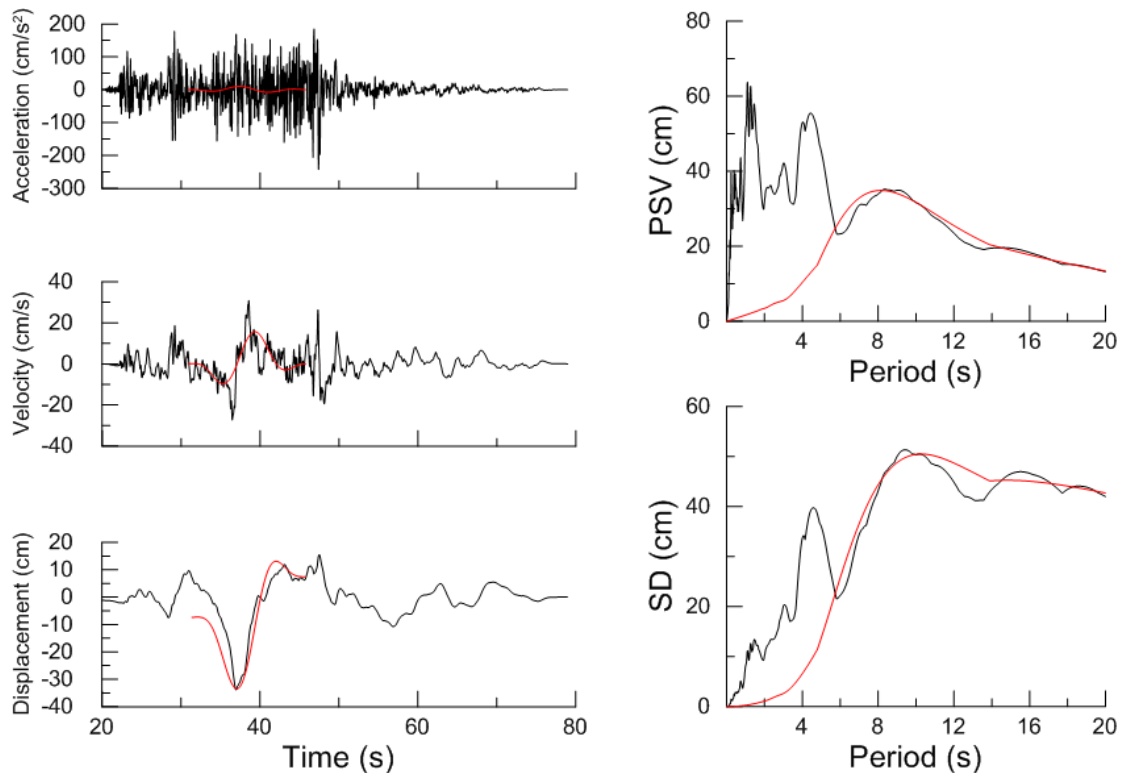 Acceleration (cm/s²)
200
100
0
-100
-200
-300
Velocity (cm/s)
40
20
0
-20
-40
Displacement (cm)
20
10
0
-10
-20
-30
-40
20 40 60 80
Time (s)
PSV (cm)
80
60
40
20
0
4 8 12 16 20
Period (s)
SD (cm)
60
40
20
0
4 8 12 16 20
Period (s)